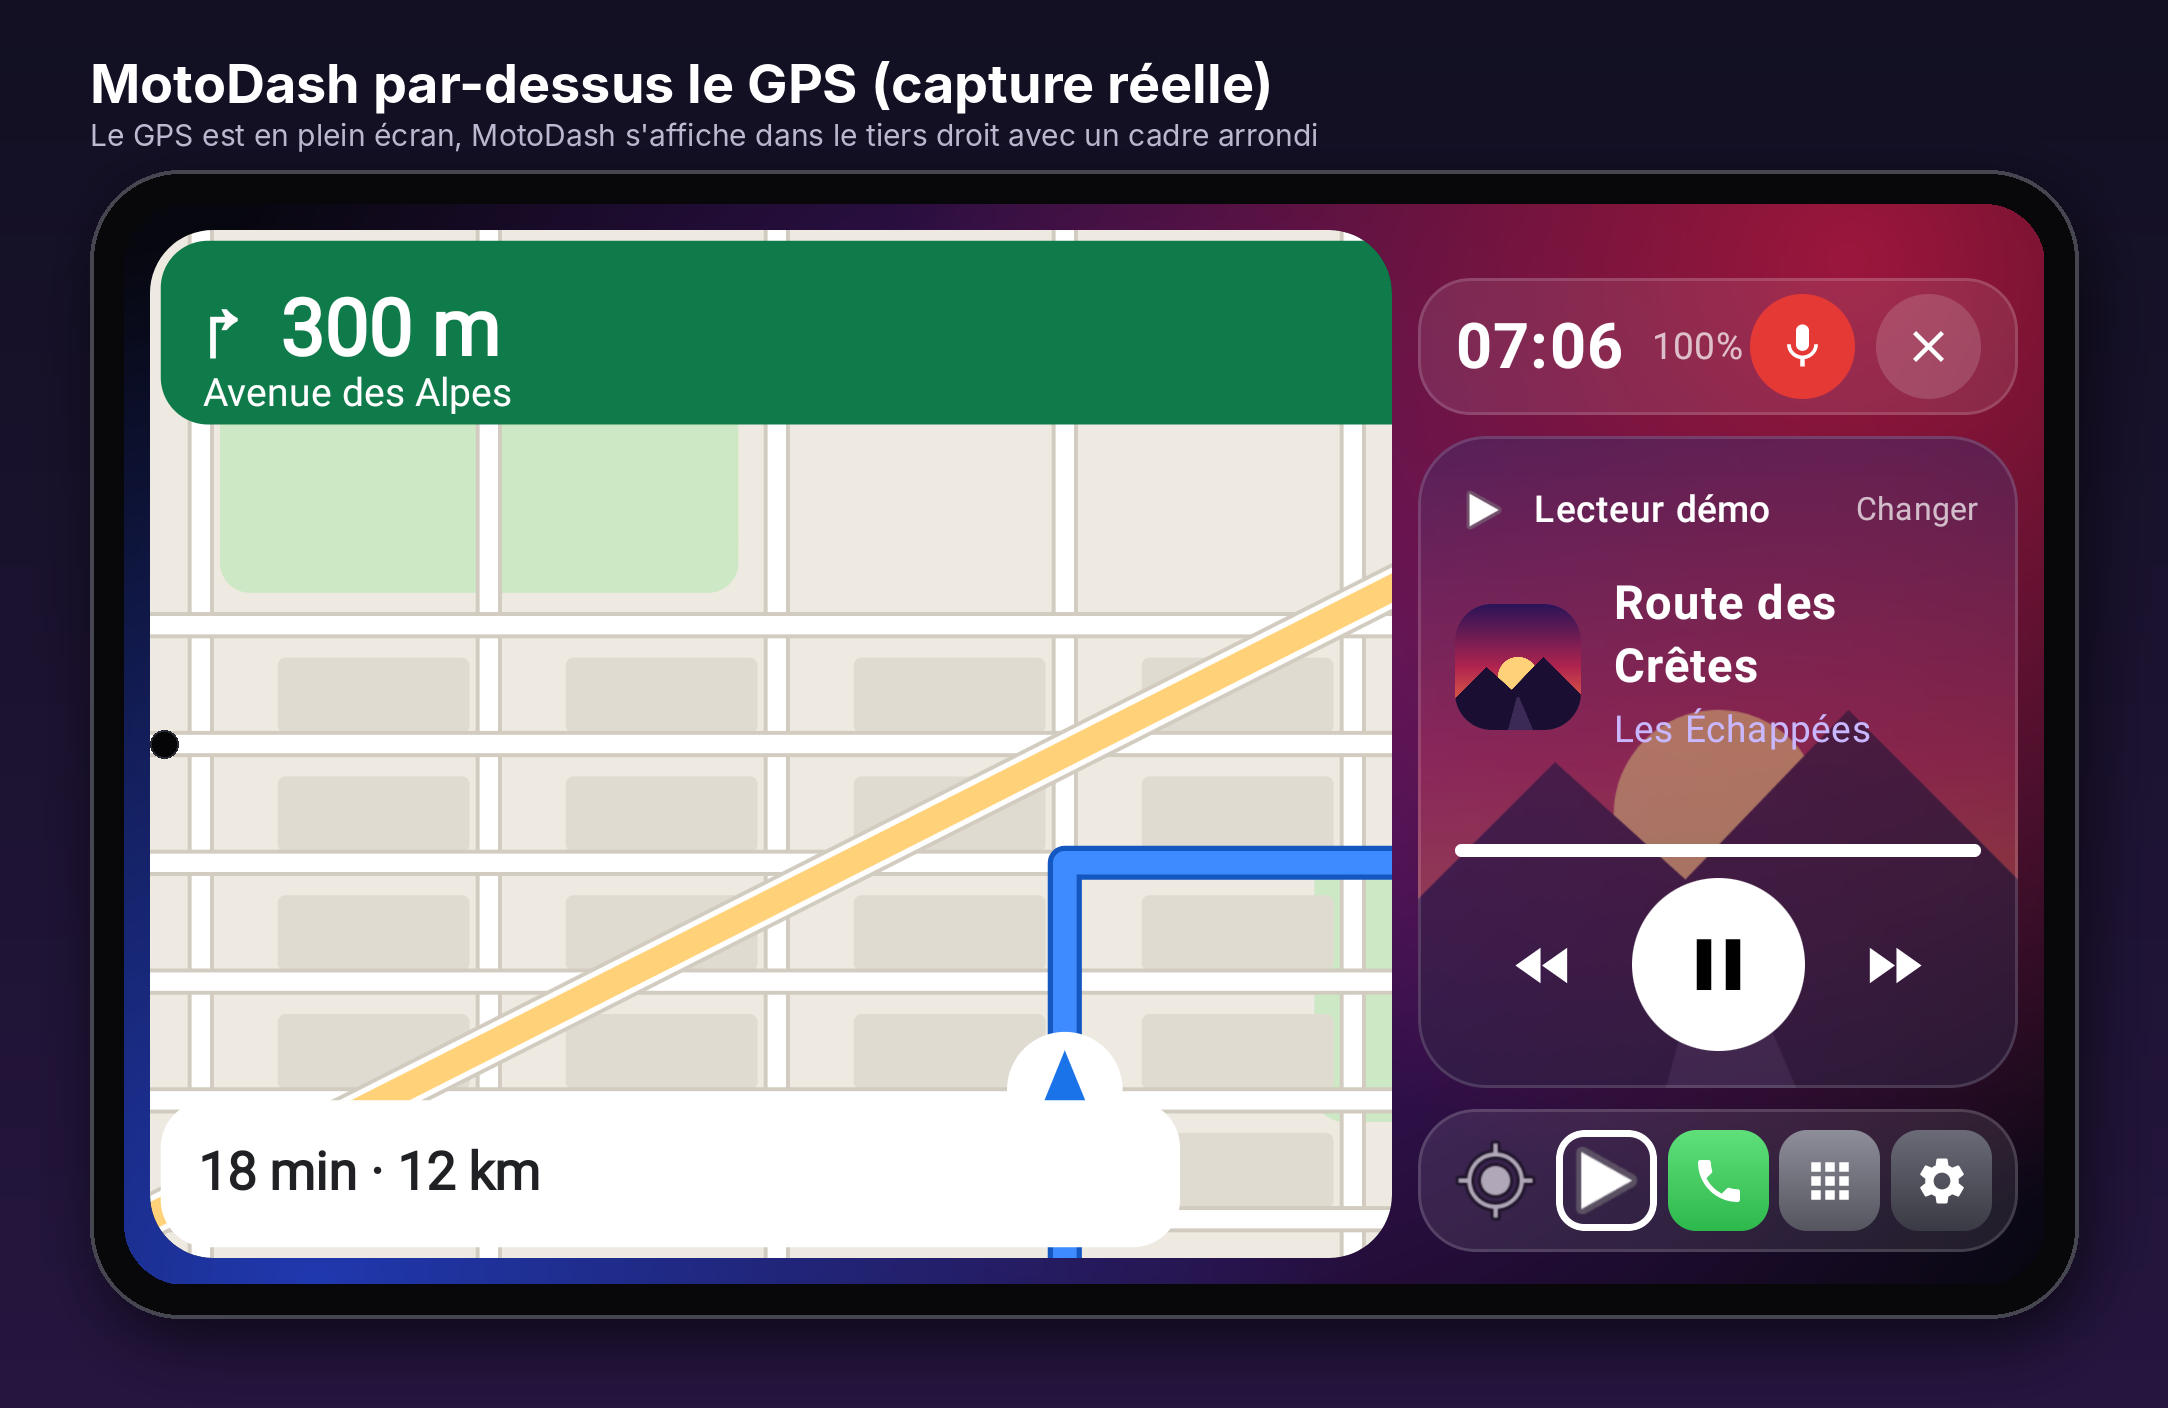 MotoDash par-dessus le GPS (capture réelle)
Le GPS est en plein écran, MotoDash s'affiche dans le tiers droit avec un cadre arrondi
300 m
Avenue des Alpes
18 min · 12 km
07:06 100%
Lecteur démo Changer
Route des
Crêtes
Les Échappées